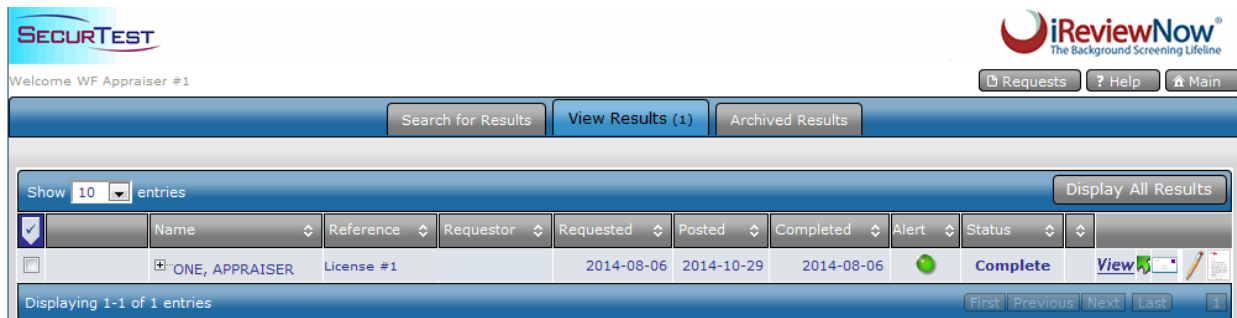 SECURTEST
iReviewNow®
The Background Screening Lifeline
Welcome WF Appraiser #1
Requests ? Help Main
Search for Results View Results (1) Archived Results
Show 10 entries Display All Results
Name Reference Requestor Requested Posted Completed Alert Status
ONE, APPRAISER License #1 2014-08-06 2014-10-29 2014-08-06 Complete View
Displaying 1-1 of 1 entries First Previous Next Last 1